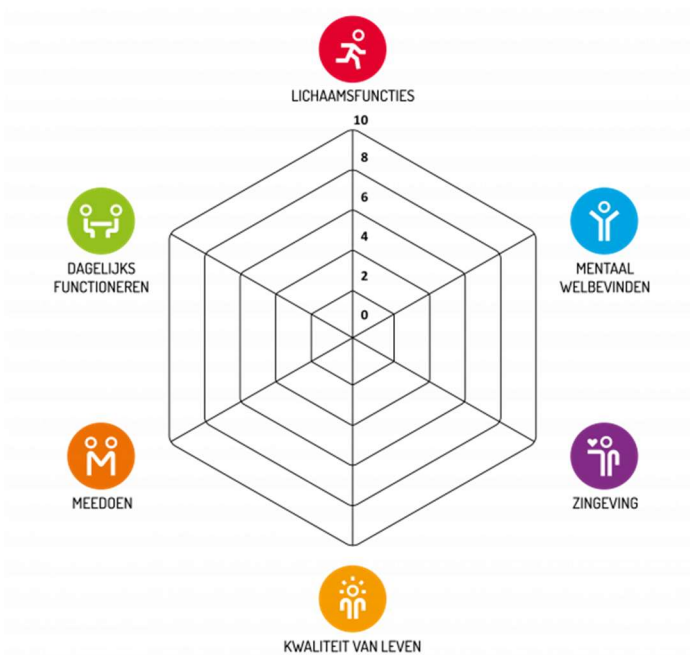 LICHAAMSFUNCTIES
10
8
6
4
2
0
DAGELIJKS
FUNCTIONEREN
MENTAAL
WELBEVINDEN
MEEDOEN
ZINGEVING
KWALITEIT VAN LEVEN